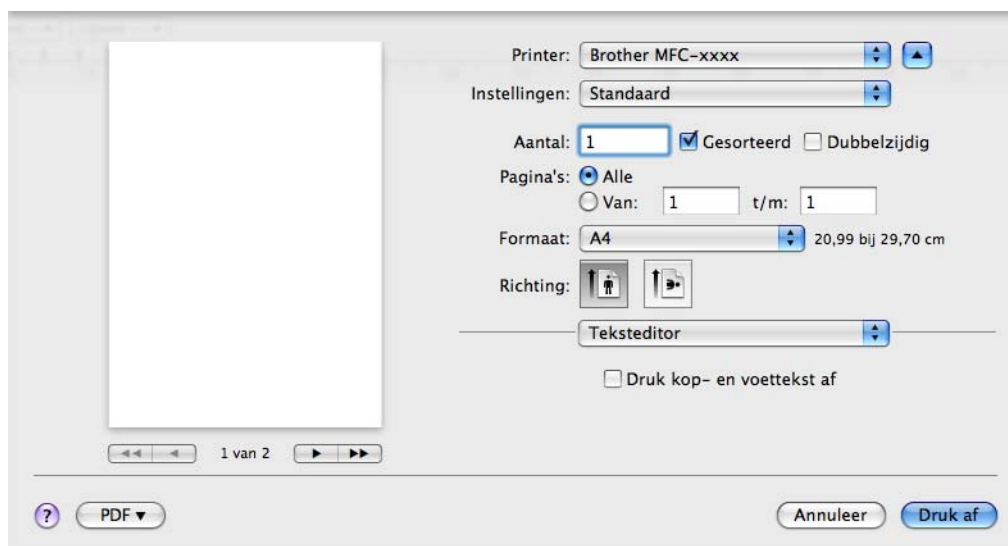 Printer: Brother MFC-xxxx
Instellingen: Standaard
Aantal: 1 Gesorteerd Dubbelzijdig
Pagina's: Alle
Van: 1 t/m: 1
Formaat: A4 20,99 bij 29,70 cm
Richting:
Teksteditor
Druk kop- en voettekst af
1 van 2
? PDF Annuleer Druk af